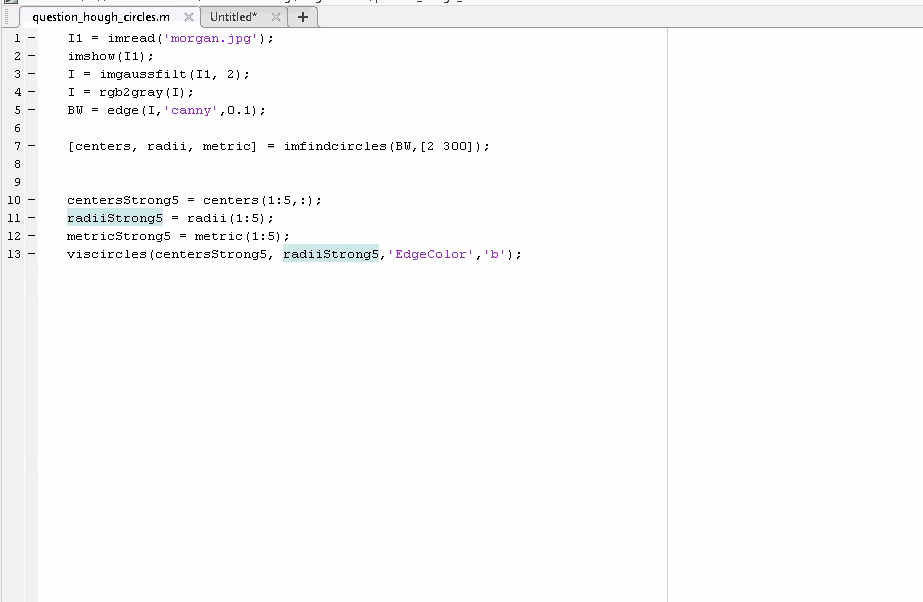 question_hough_circles.m Untitled* +
1 I1 = imread('morgan.jpg');
2 imshow(I1);
3 I = imgaussfilt(I1, 2);
4 I = rgb2gray(I);
5 BW = edge(I,'canny',0.1);
6
7 [centers, radii, metric] = imfindcircles(BW,[2 300]);
8
9
10 centersStrong5 = centers(1:5,:);
11 radiiStrong5 = radii(1:5);
12 metricStrong5 = metric(1:5);
13 viscircles(centersStrong5, radiiStrong5,'EdgeColor','b');